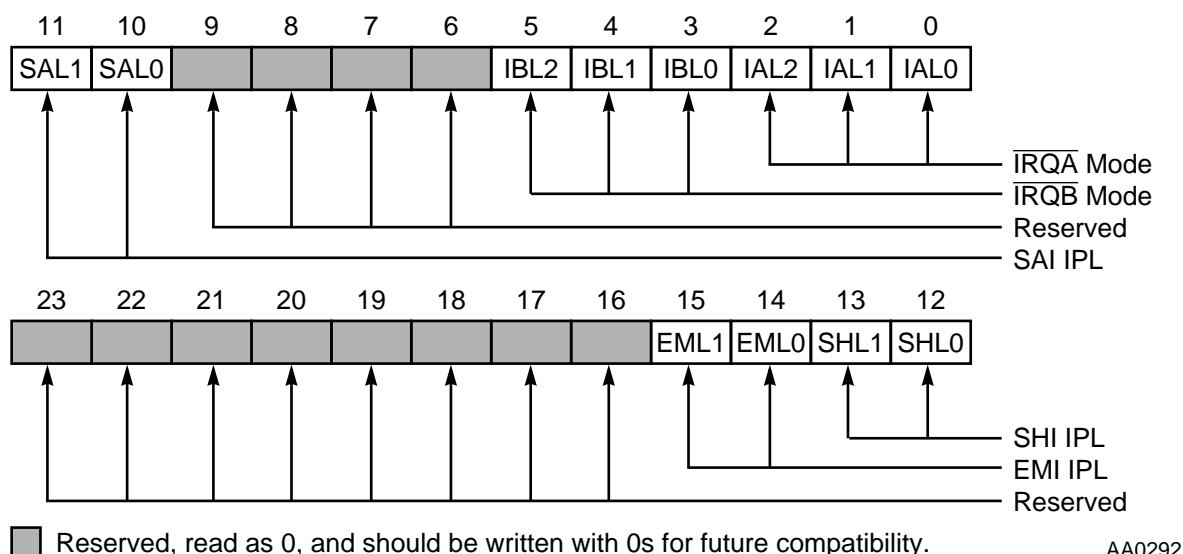 11 10 9 8 7 6 5 4 3 2 1 0
SAL1 SAL0 IBL2 IBL1 IBL0 IAL2 IAL1 IAL0
IRQA Mode
IRQB Mode
Reserved
SAI IPL
23 22 21 20 19 18 17 16 15 14 13 12
EML1 EML0 SHL1 SHL0
SHI IPL
EMI IPL
Reserved
Reserved, read as 0, and should be written with 0s for future compatibility.
AA0292